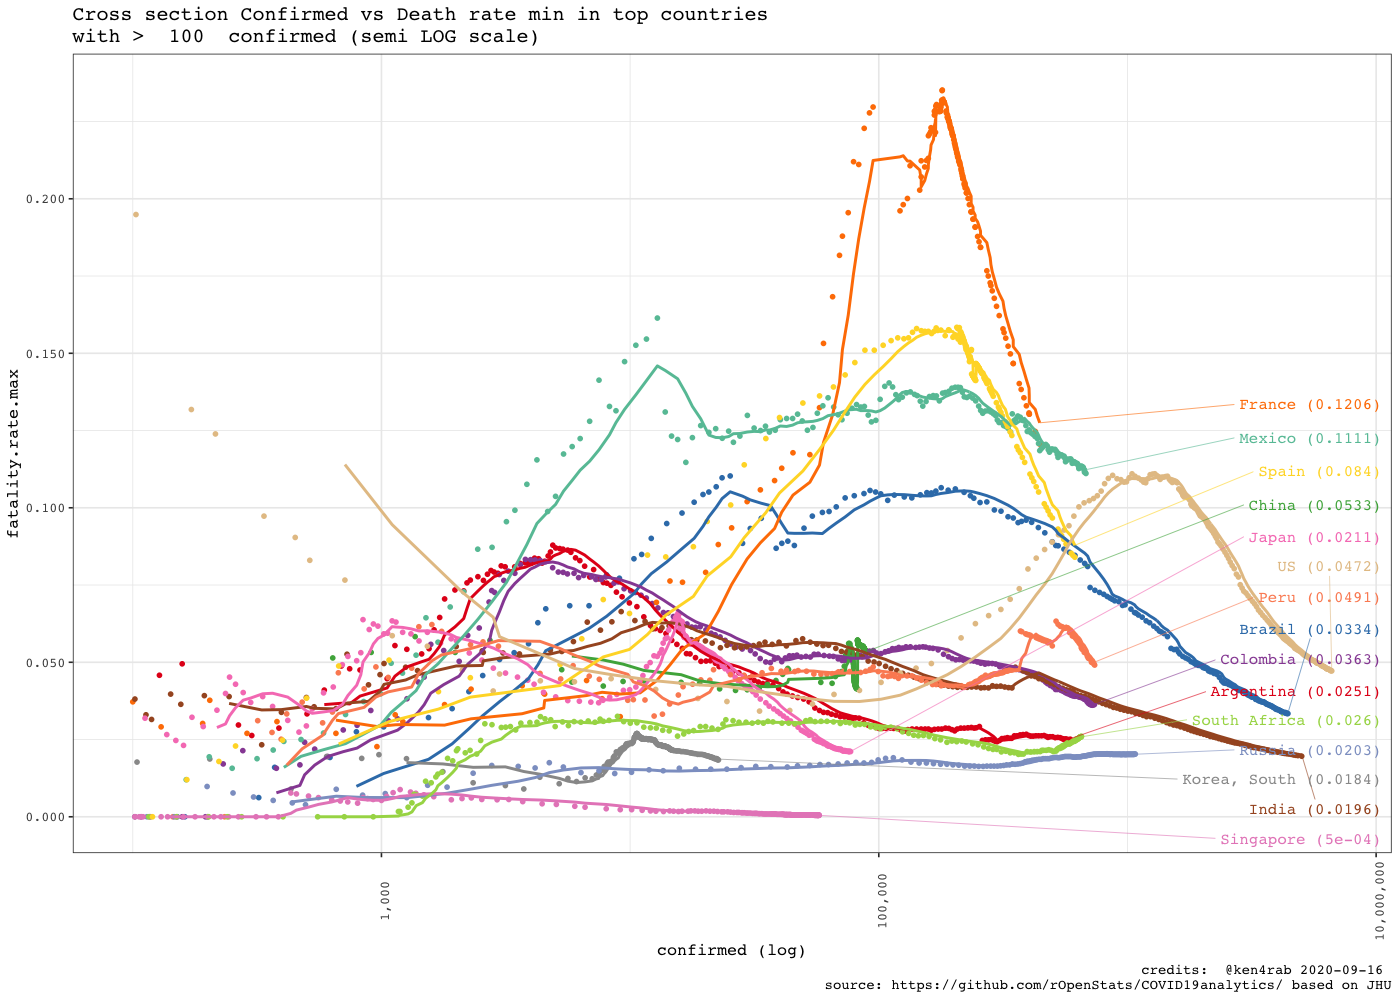 Cross section Confirmed vs Death rate min in top countries
with >  100  confirmed (semi LOG scale)
fatality.rate.max
0.200
0.150
0.100
0.050
0.000
France (0.1206)
Mexico (0.1111)
Spain (0.084)
China (0.0533)
Japan (0.0211)
US (0.0472)
Peru (0.0491)
Brazil (0.0334)
Colombia (0.0363)
Argentina (0.0251)
South Africa (0.026)
Russia (0.0203)
Korea, South (0.0184)
India (0.0196)
Singapore (5e-04)
1,000
100,000
10,000,000
confirmed (log)
credits:  @ken4rab 2020-09-16
source: https://github.com/rOpenStats/COVID19analytics/ based on JHU